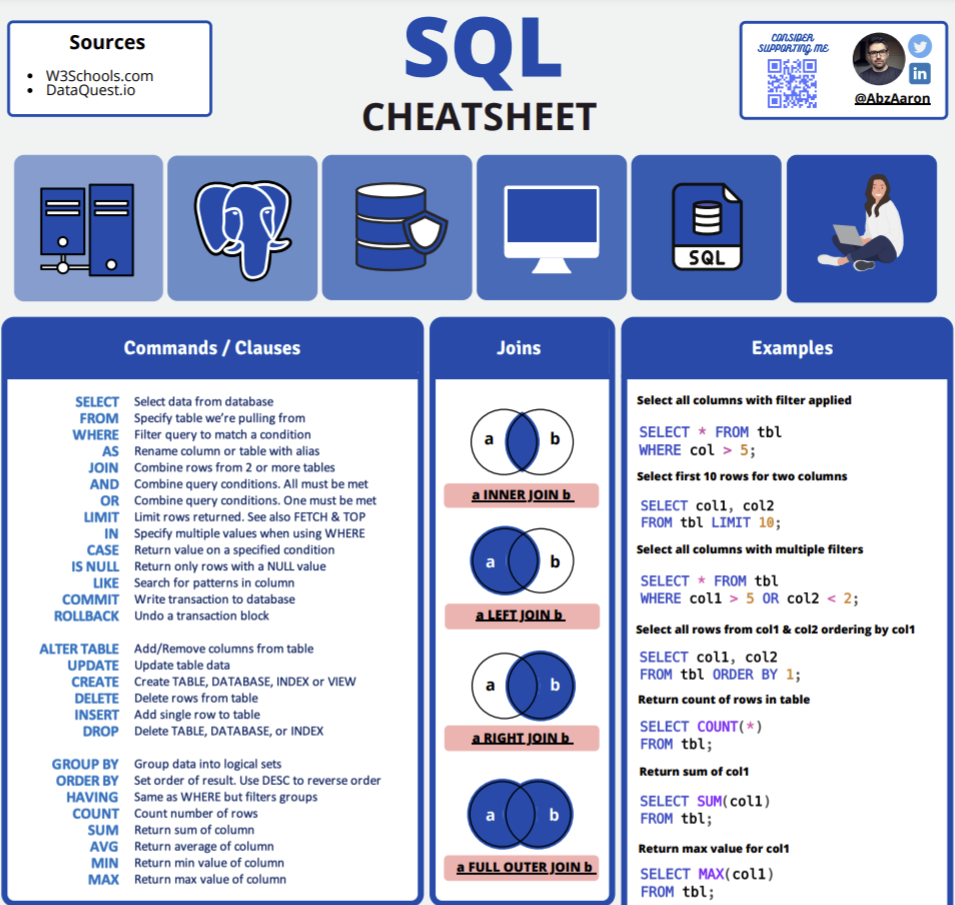 Sources
• W3Schools.com
• DataQuest.io
SQL
CHEATSHEET
CONSIDER
SUPPORTING ME
@AbzAaron
in
SQL
Commands / Clauses
SELECT Select data from database
FROM Specify table we're pulling from
WHERE Filter query to match a condition
AS Rename column or table with alias
JOIN Combine rows from 2 or more tables
AND Combine query conditions. All must be met
OR Combine query conditions. One must be met
LIMIT Limit rows returned. See also FETCH & TOP
IN Specify multiple values when using WHERE
CASE Return value on a specified condition
IS NULL Return only rows with a NULL value
LIKE Search for patterns in column
COMMIT Write transaction to database
ROLLBACK Undo a transaction block
ALTER TABLE Add/Remove columns from table
UPDATE Update table data
CREATE Create TABLE, DATABASE, INDEX or VIEW
DELETE Delete rows from table
INSERT Add single row to table
DROP Delete TABLE, DATABASE, or INDEX
GROUP BY Group data into logical sets
ORDER BY Set order of result. Use DESC to reverse order
HAVING Same as WHERE but filters groups
COUNT Count number of rows
SUM Return sum of column
AVG Return average of column
MIN Return min value of column
MAX Return max value of column
Joins
a b
a INNER JOIN b
a b
a LEFT JOIN b
a b
a RIGHT JOIN b
a b
a FULL OUTER JOIN b
Examples
Select all columns with filter applied
SELECT * FROM tbl
WHERE col > 5;
Select first 10 rows for two columns
SELECT col1, col2
FROM tbl LIMIT 10;
Select all columns with multiple filters
SELECT * FROM tbl
WHERE col1 > 5 OR col2 < 2;
Select all rows from col1 & col2 ordering by col1
SELECT col1, col2
FROM tbl ORDER BY 1;
Return count of rows in table
SELECT COUNT(*)
FROM tbl;
Return sum of col1
SELECT SUM(col1)
FROM tbl;
Return max value for col1
SELECT MAX(col1)
FROM tbl;